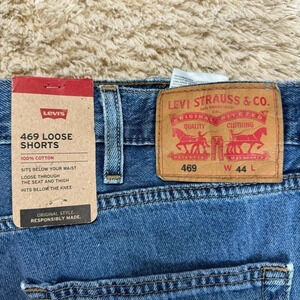 Levi's
469 LOOSE
SHORTS
100% COTTON
SITS BELOW YOUR WAIST
LOOSE THROUGH
THE SEAT AND THIGH
HITS BELOW THE KNEE
ORIGINAL STYLE.
RESPONSIBLY MADE.
LEVI STRAUSS & CO.
ORIGINAL RIVETED
QUALITY CLOTHING
469 W 44 L